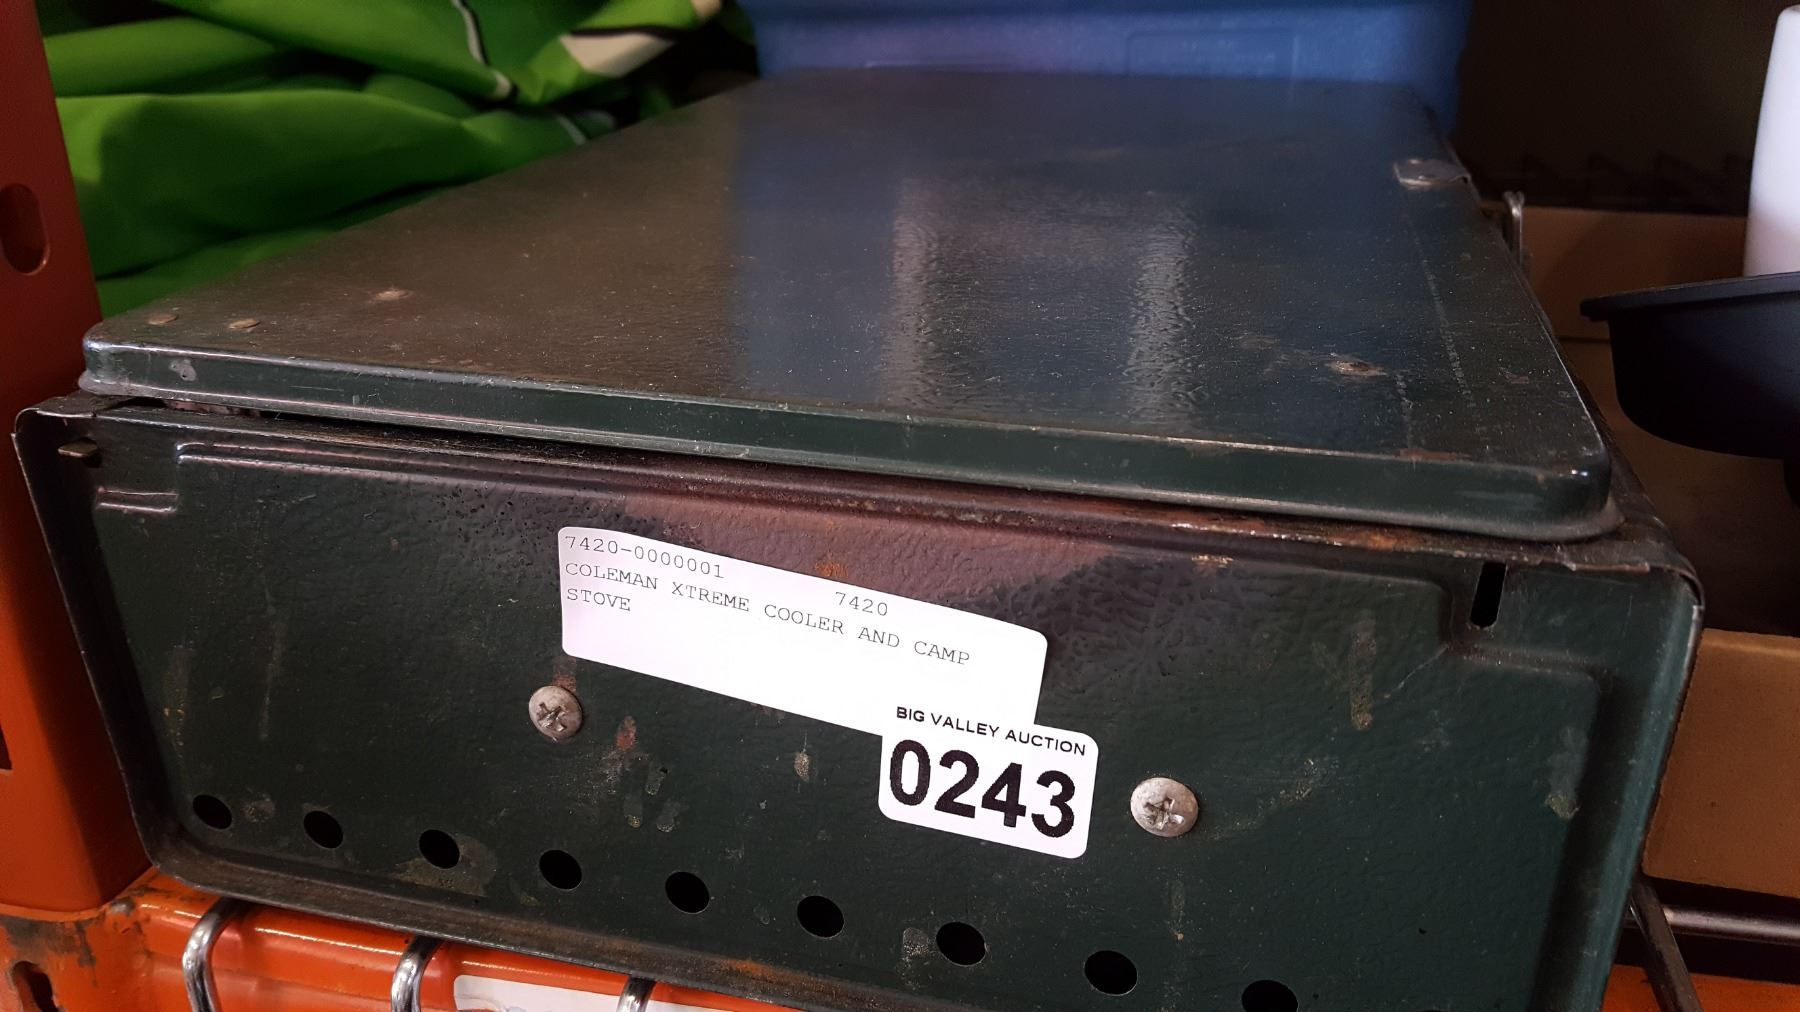 7420-0000001 7420
COLEMAN XTREME COOLER AND CAMP
STOVE
BIG VALLEY AUCTION
0243